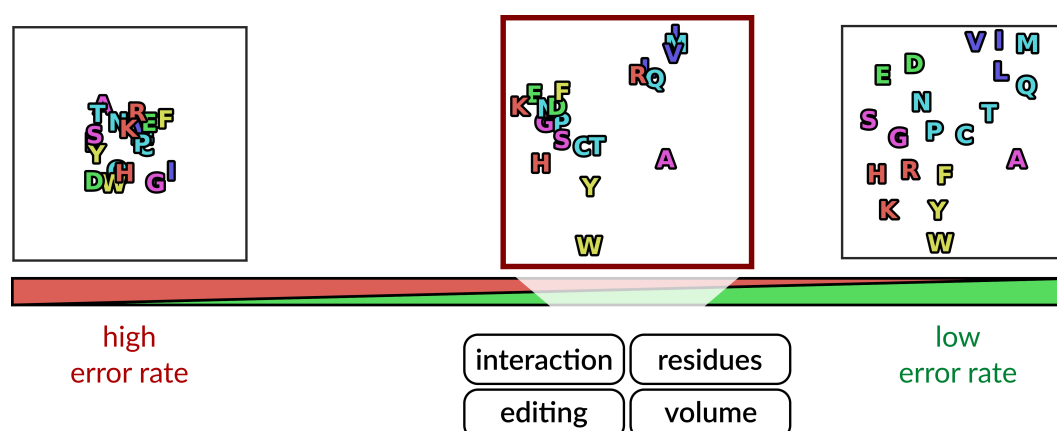 A
T N R
K E F
S P C
Y
D W H G I
I
M
V
L
R Q
E F
K N D
G P
S
C T
H A
Y
W
V I M
D
E L
Q
N
T
S
G P C
A
H R F
K Y
W
high
error rate
low
error rate
interaction residues
editing volume